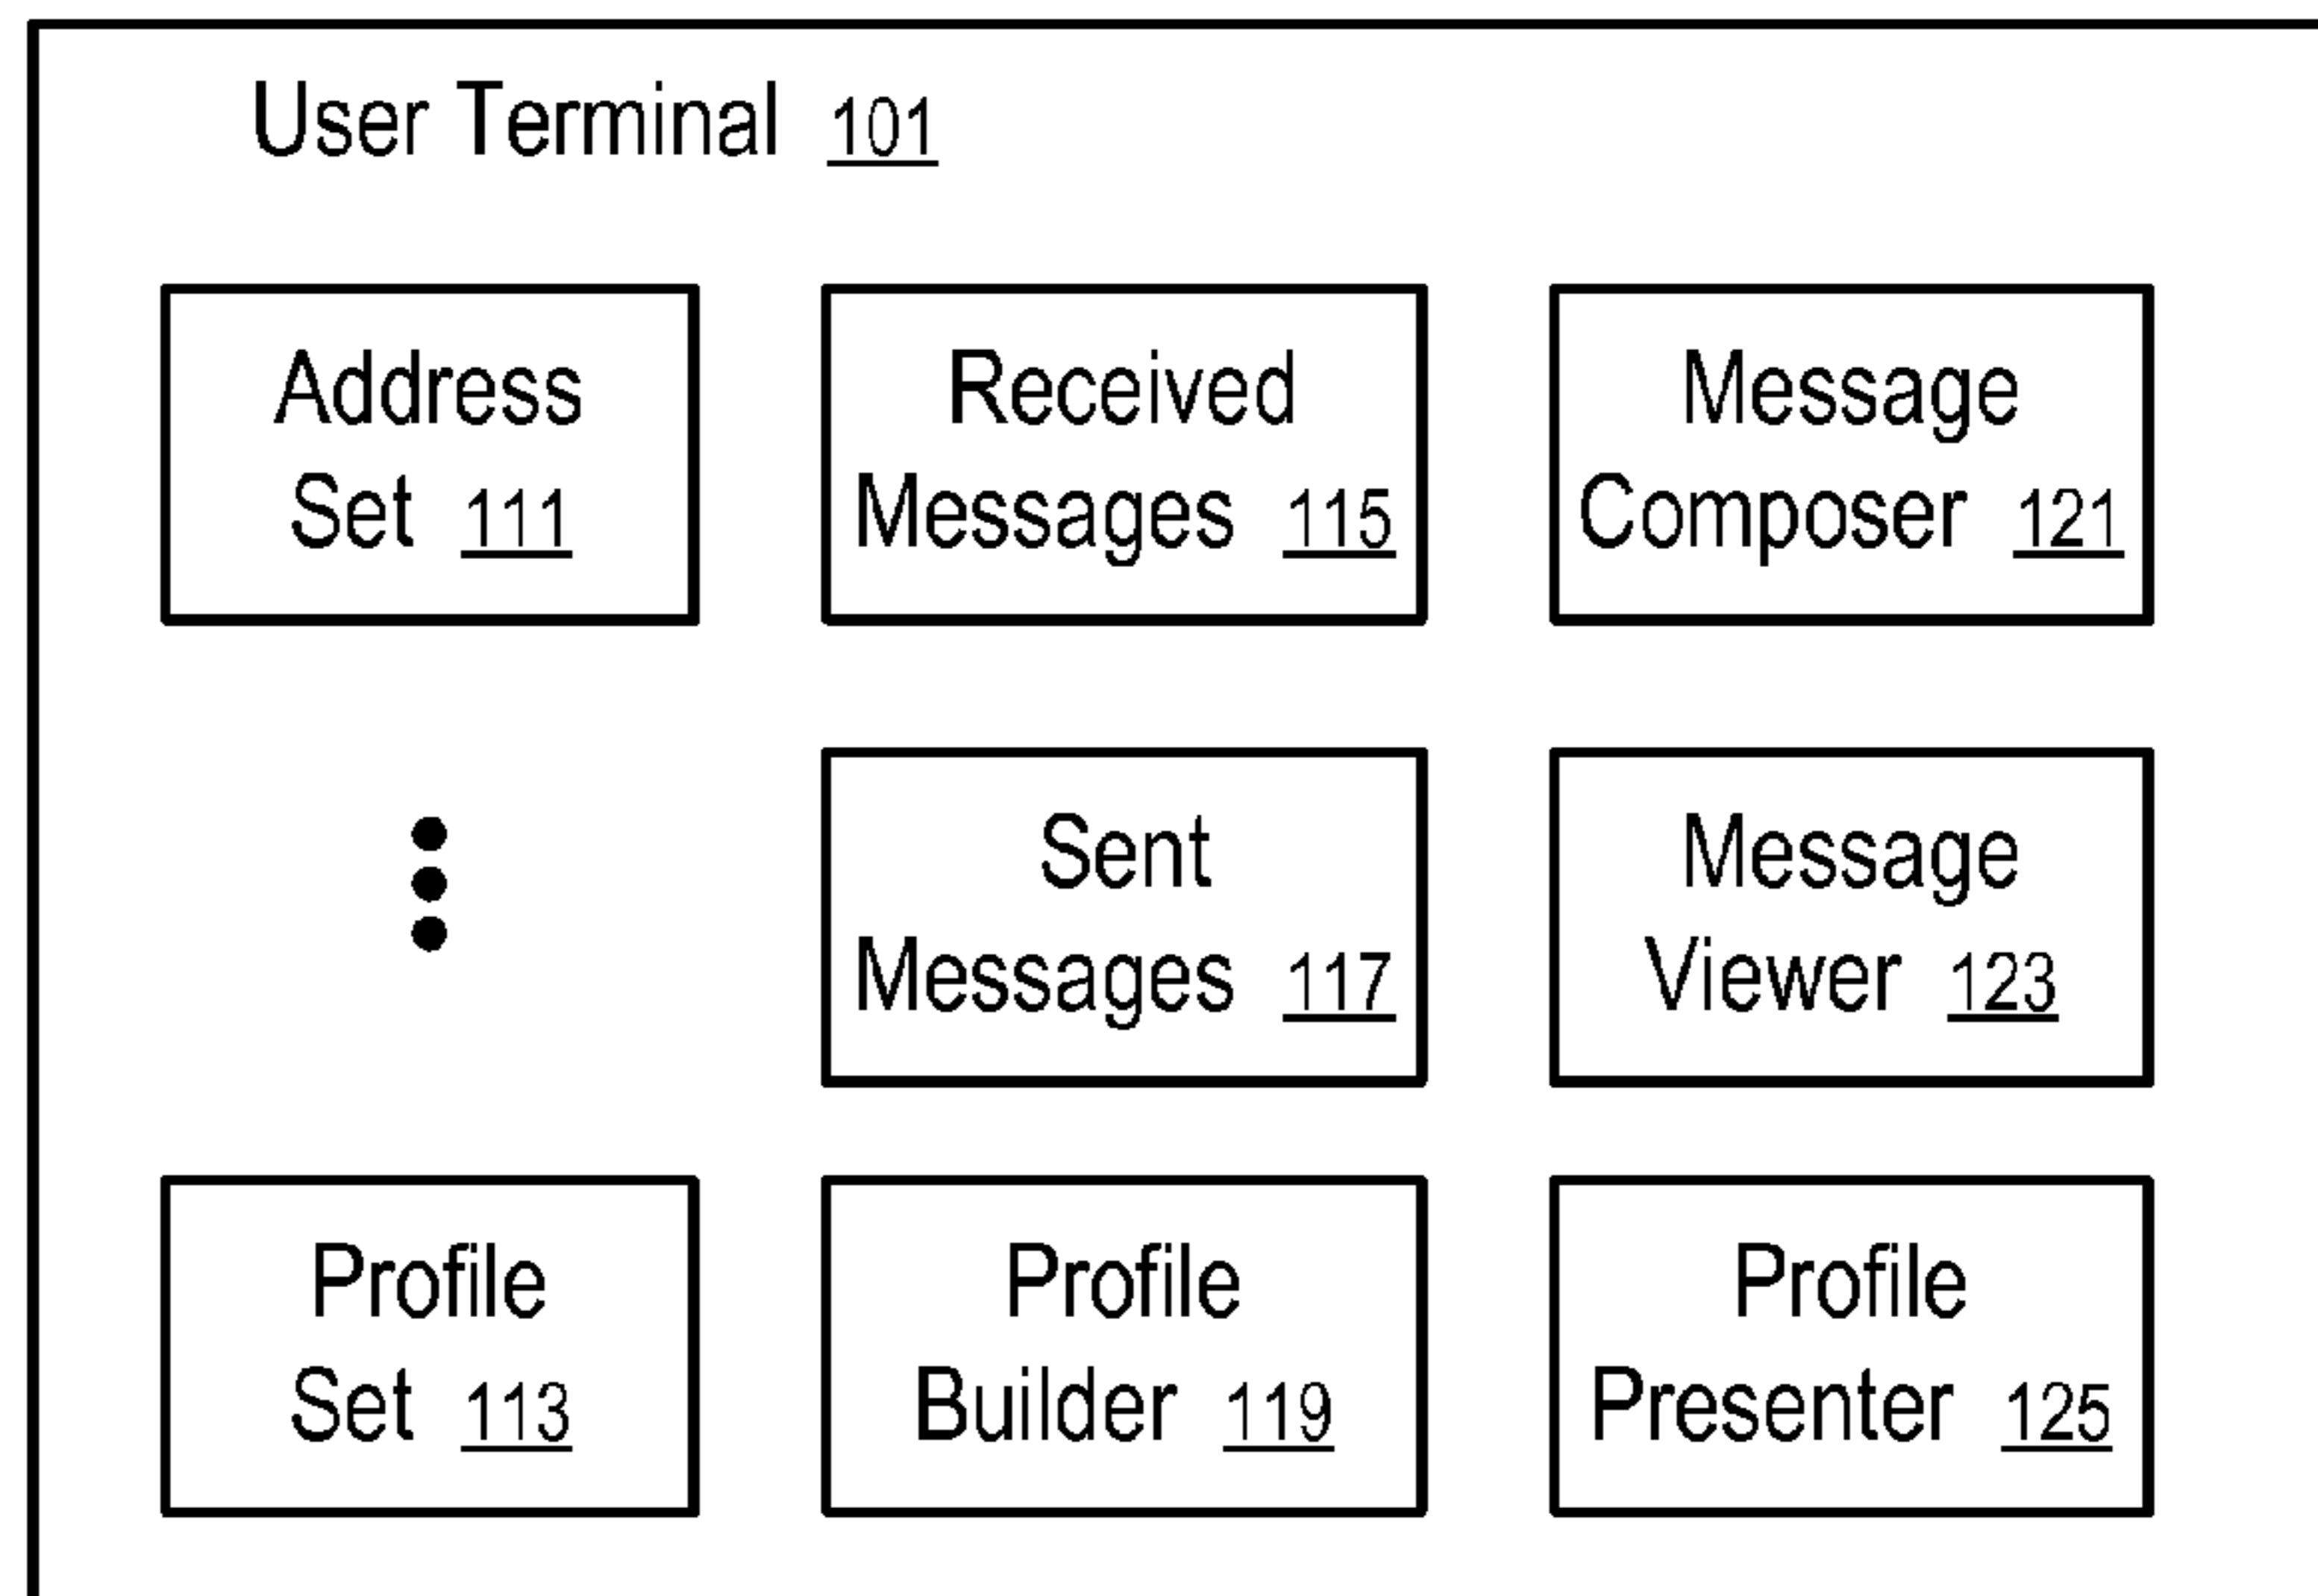 User Terminal 101
Address
Set 111
Received
Messages 115
Message
Composer 121
Sent
Messages 117
Message
Viewer 123
Profile
Set 113
Profile
Builder 119
Profile
Presenter 125